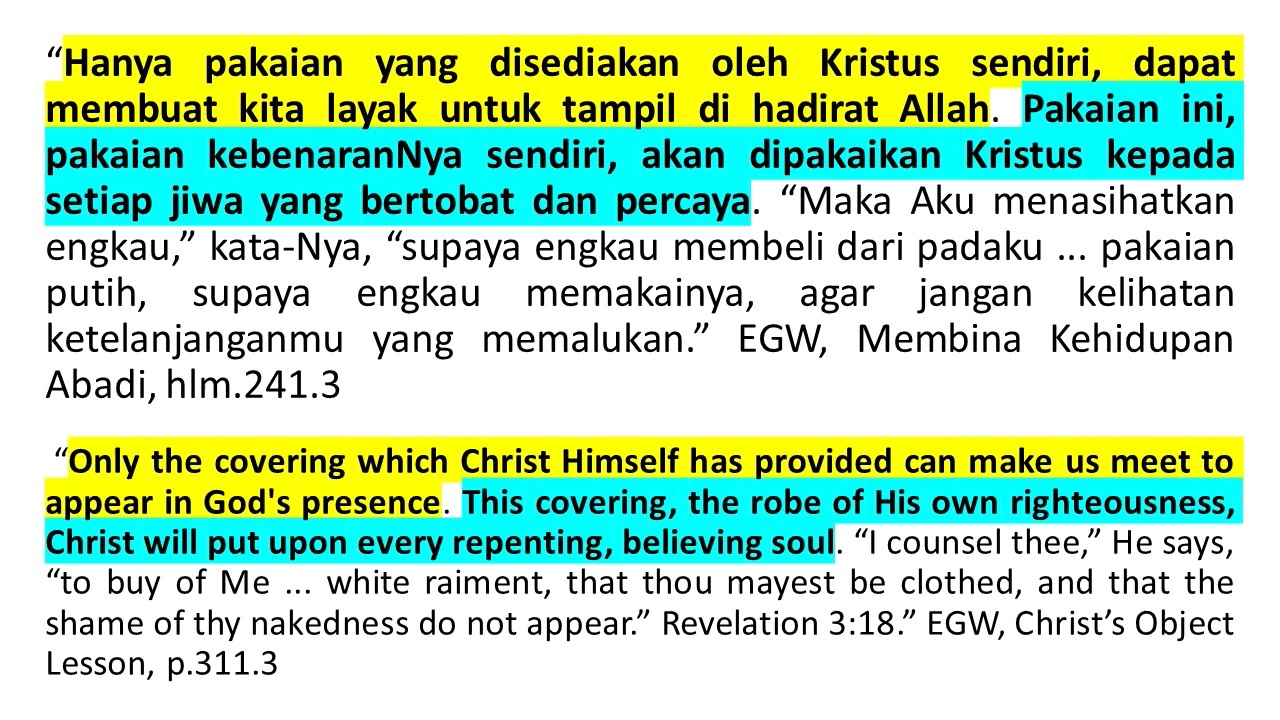 “Hanya pakaian yang disediakan oleh Kristus sendiri, dapat
membuat kita layak untuk tampil di hadirat Allah. Pakaian ini,
pakaian kebenaranNya sendiri, akan dipakaikan Kristus kepada
setiap jiwa yang bertobat dan percaya. “Maka Aku menasihatkan
engkau,” kata-Nya, “supaya engkau membeli dari padaku ... pakaian
putih, supaya engkau memakainya, agar jangan kelihatan
ketelanjanganmu yang memalukan.” EGW, Membina Kehidupan
Abadi, hlm.241.3
“Only the covering which Christ Himself has provided can make us meet to
appear in God's presence. This covering, the robe of His own righteousness,
Christ will put upon every repenting, believing soul. “I counsel thee,” He says,
“to buy of Me ... white raiment, that thou mayest be clothed, and that the
shame of thy nakedness do not appear.” Revelation 3:18.” EGW, Christ’s Object
Lesson, p.311.3